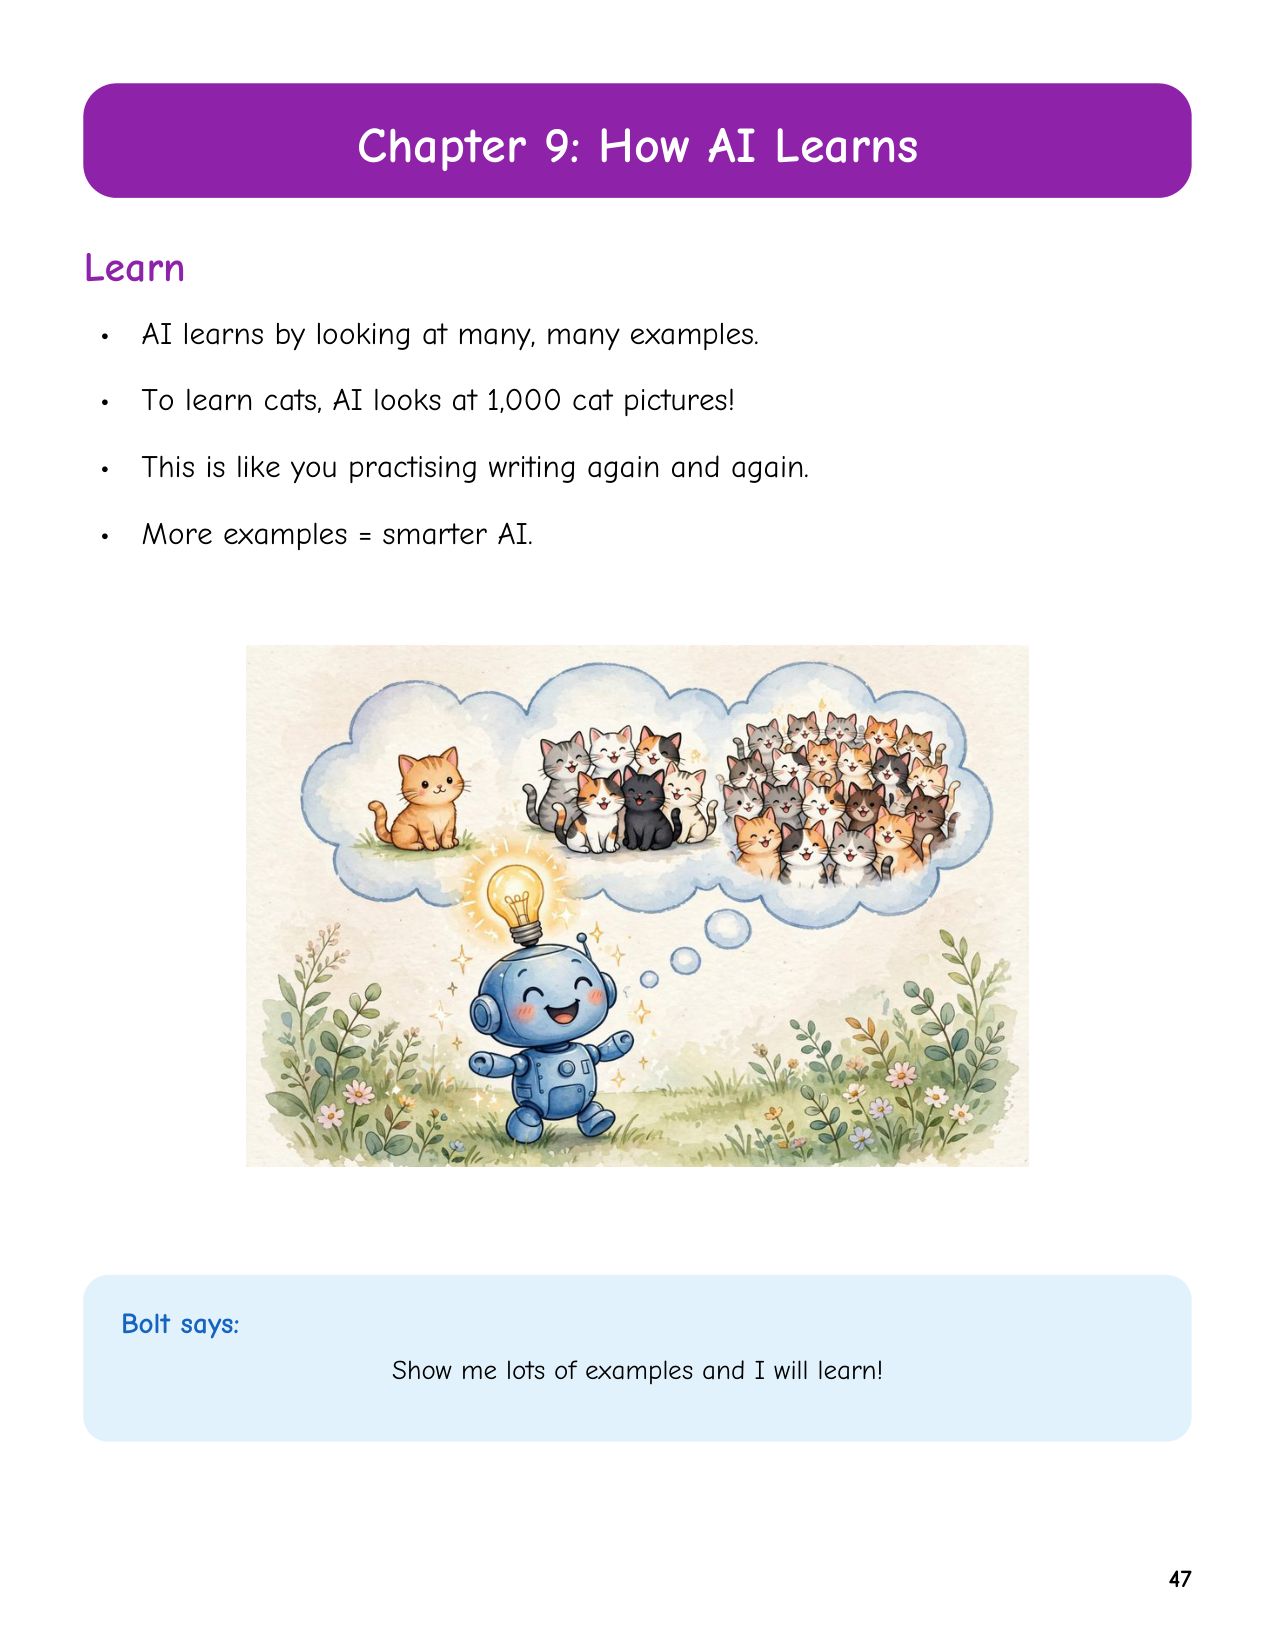 Chapter 9: How AI Learns
Learn
• AI learns by looking at many, many examples.
• To learn cats, AI looks at 1,000 cat pictures!
• This is like you practising writing again and again.
• More examples = smarter AI.
Bolt says:
Show me lots of examples and I will learn!
47